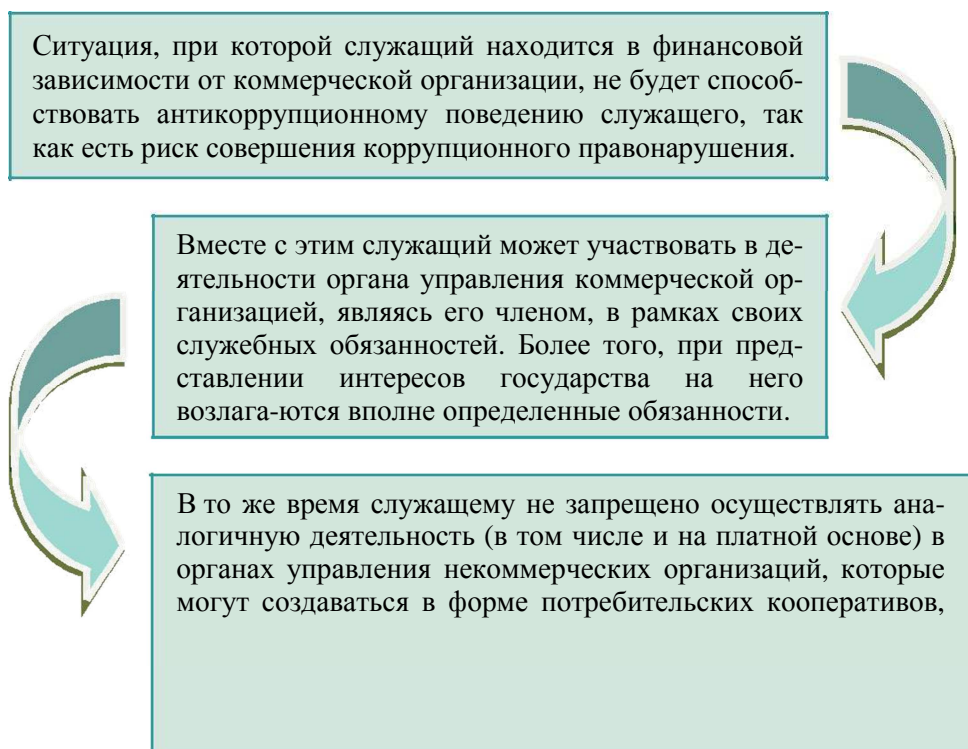 Ситуация, при которой служащий находится в финансовой
зависимости от коммерческой организации, не будет способ-
ствовать антикоррупционному поведению служащего, так
как есть риск совершения коррупционного правонарушения.
Вместе с этим служащий может участвовать в де-
ятельности органа управления коммерческой ор-
ганизацией, являясь его членом, в рамках своих
служебных обязанностей. Более того, при пред-
ставлении интересов государства на него
возлага-ются вполне определенные обязанности.
В то же время служащему не запрещено осуществлять ана-
логичную деятельность (в том числе и на платной основе) в
органах управления некоммерческих организаций, которые
могут создаваться в форме потребительских кооперативов,